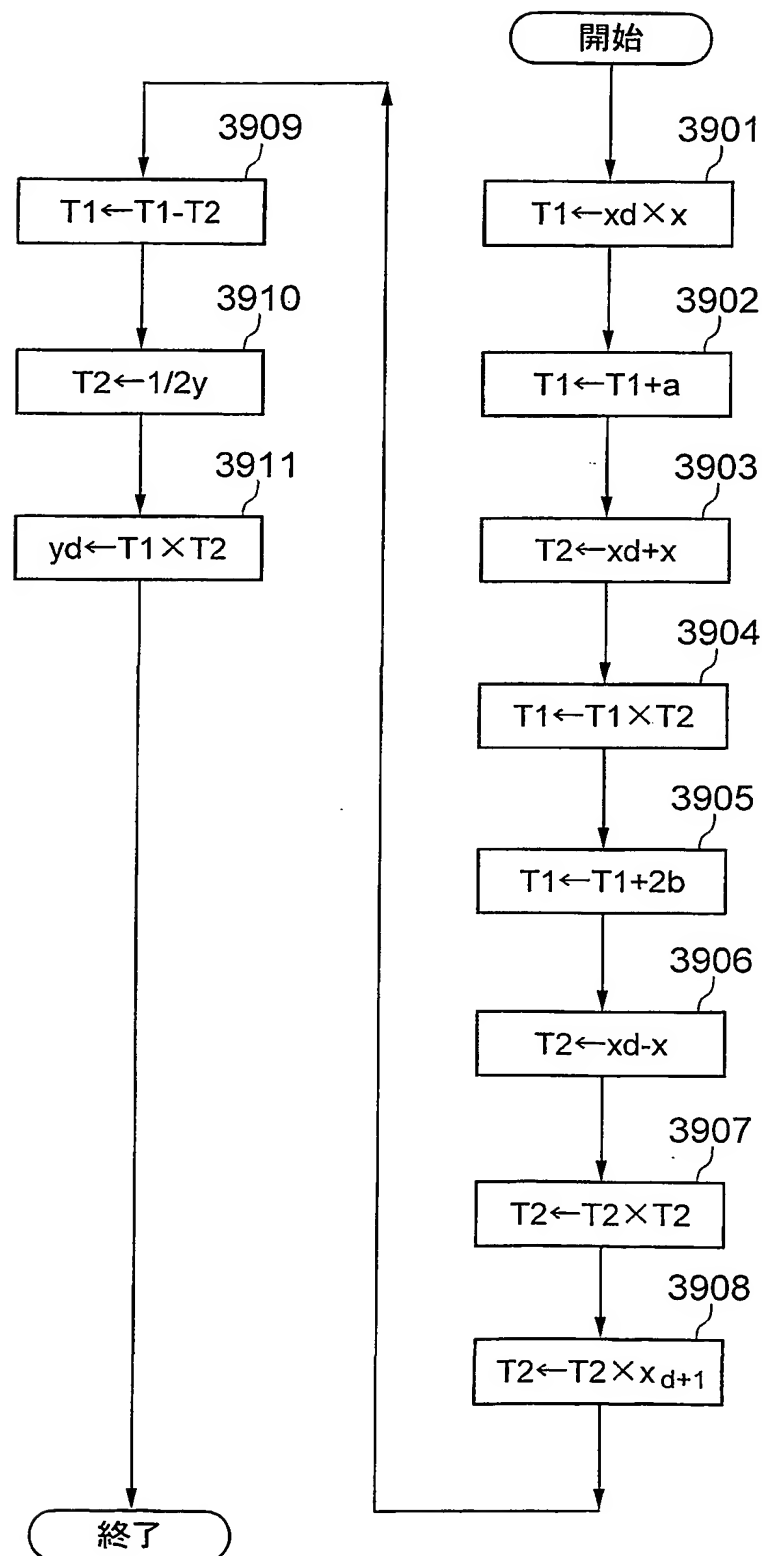 開始
3901
T1←xd×x
3902
T1←T1+a
3903
T2←xd+x
3904
T1←T1×T2
3905
T1←T1+2b
3906
T2←xd-x
3907
T2←T2×T2
3908
T2←T2×x_{d+1}
3909
T1←T1-T2
3910
T2←1/2y
3911
yd←T1×T2
終了